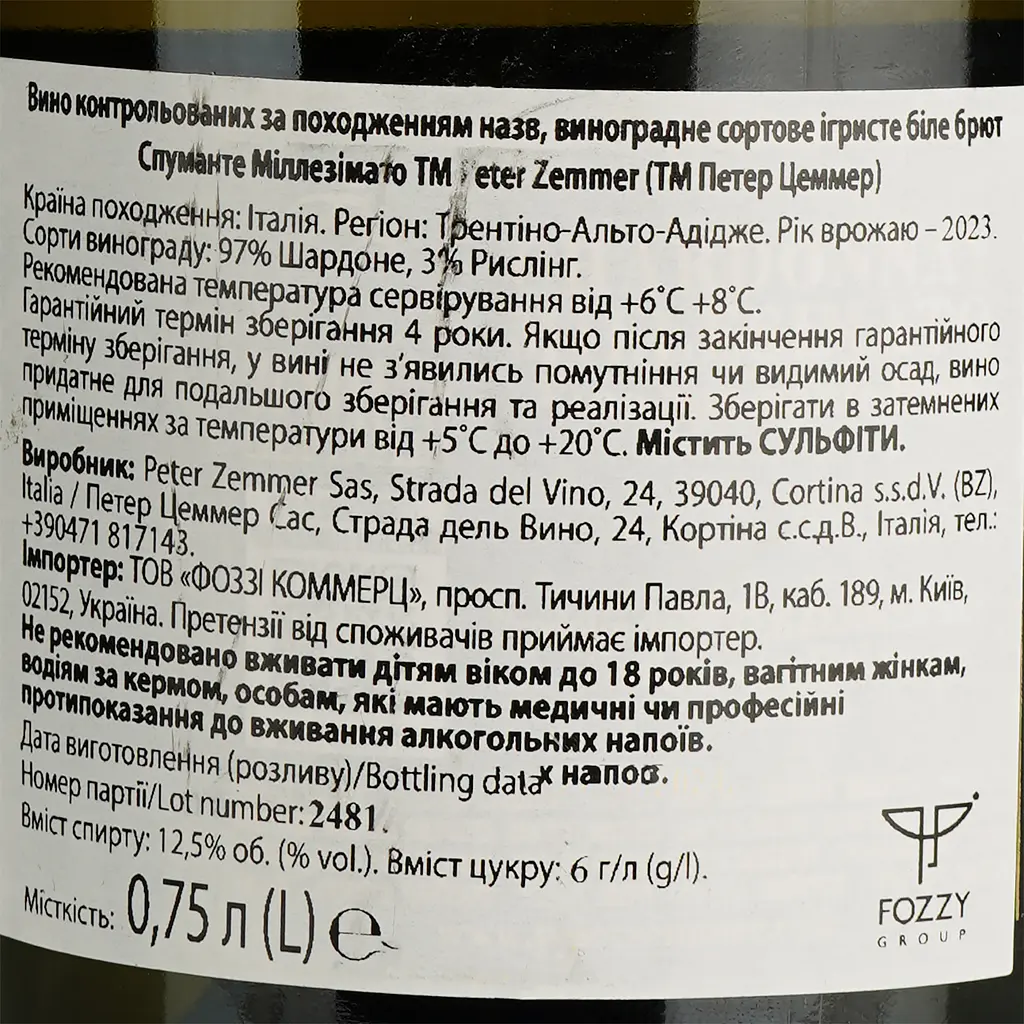 Вино контрольованих за походженням назв, виноградне сортове ігристе біле брют
Спуманте Міллезімато ТМ eter Zemmer (ТМ Петер Цеммер)
Країна походження: Італія. Регіон: Трентіно-Альто-Адідже. Рік врожаю – 2023.
Сорти винограду: 97% Шардоне, 3% Рислінг.
Рекомендована температура сервірування від +6˚С +8˚С.
Гарантійний термін зберігання 4 роки. Якщо після закінчення гарантійного
терміну зберігання, у вині не з’явились помутніння чи видимий осад, вино
придатне для подальшого зберігання та реалізації. Зберігати в затемнених
приміщеннях за температури від +5˚С до +20˚С. Містить СУЛЬФІТИ.
Виробник: Peter Zemmer Sas, Strada del Vino, 24, 39040, Cortina s.s.d.V. (BZ),
Italia / Петер Цеммер Сас, Страда дель Вино, 24, Кортіна с.с.д.В., Італія, тел.:
+390471 817143.
Імпортер: ТОВ «ФОЗЗІ КОММЕРЦ», просп. Тичини Павла, 1В, каб. 189, м. Київ,
02152, Україна. Претензії від споживачів приймає імпортер.
Не рекомендовано вживати дітям віком до 18 років, вагітним жінкам,
водіям за кермом, особам, які мають медичні чи професійні
протипоказання до вживання алкогольних напоїв.
Дата виготовлення (розливу)/Bottling data
Номер партії/Lot number: 2481.
Вміст спирту: 12,5% об. (% vol.). Вміст цукру: 6 г/л (g/l).
Місткість: 0,75 л (L) ℮
FOZZY
GROUP